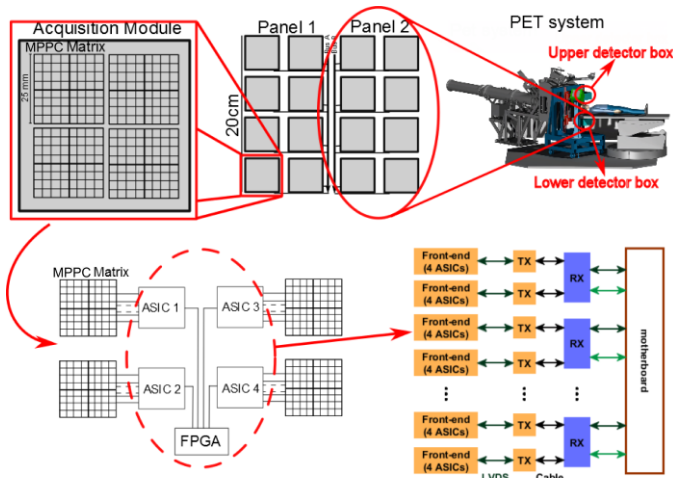 Acquisition Module
MPPC Matrix
25 mm
Panel 1
Panel 2
20cm
PET system
Upper detector box
Lower detector box
MPPC Matrix
ASIC 1
ASIC 3
ASIC 2
ASIC 4
FPGA
Front-end
(4 ASICs)
TX
RX
Front-end
(4 ASICs)
TX
Front-end
(4 ASICs)
TX
RX
Front-end
(4 ASICs)
TX
motherboard
Front-end
(4 ASICs)
TX
RX
Front-end
(4 ASICs)
TX
LVDS
Cable